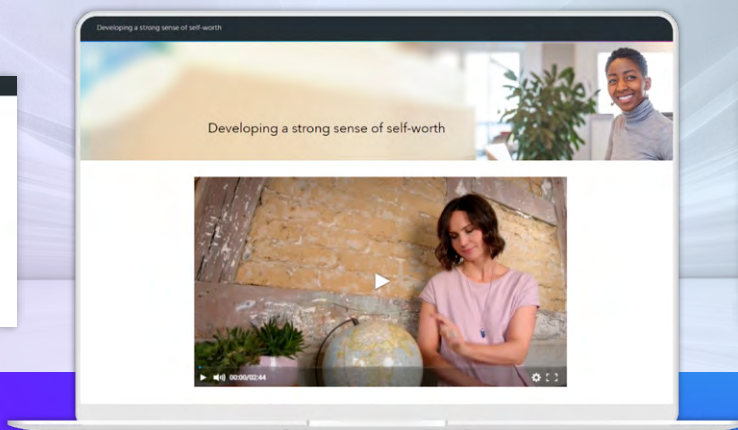 Developing a strong sense of self-worth
Developing a strong sense of self-worth
00:00/02:44